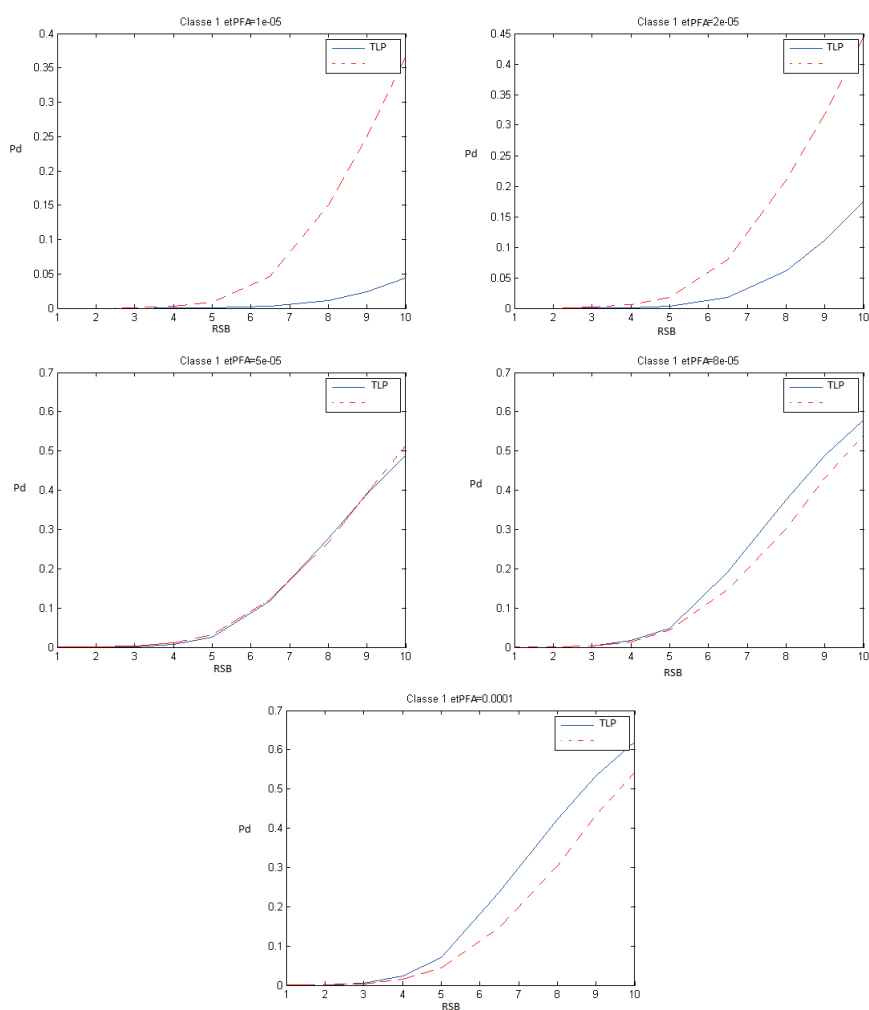 Classe 1 etPFA=1e-05
TLP
0.4
0.35
0.3
0.25
0.2
0.15
0.1
0.05
0
Pd
1 2 3 4 5 6 7 8 9 10
RSB
Classe 1 etPFA=2e-05
TLP
0.45
0.4
0.35
0.3
0.25
0.2
0.15
0.1
0.05
0
Pd
1 2 3 4 5 6 7 8 9 10
RSB
Classe 1 etPFA=5e-05
TLP
0.7
0.6
0.5
0.4
0.3
0.2
0.1
0
Pd
1 2 3 4 5 6 7 8 9 10
RSB
Classe 1 etPFA=8e-05
TLP
0.7
0.6
0.5
0.4
0.3
0.2
0.1
0
Pd
1 2 3 4 5 6 7 8 9 10
RSB
Classe 1 etPFA=0.0001
TLP
0.7
0.6
0.5
0.4
0.3
0.2
0.1
0
Pd
1 2 3 4 5 6 7 8 9 10
RSB